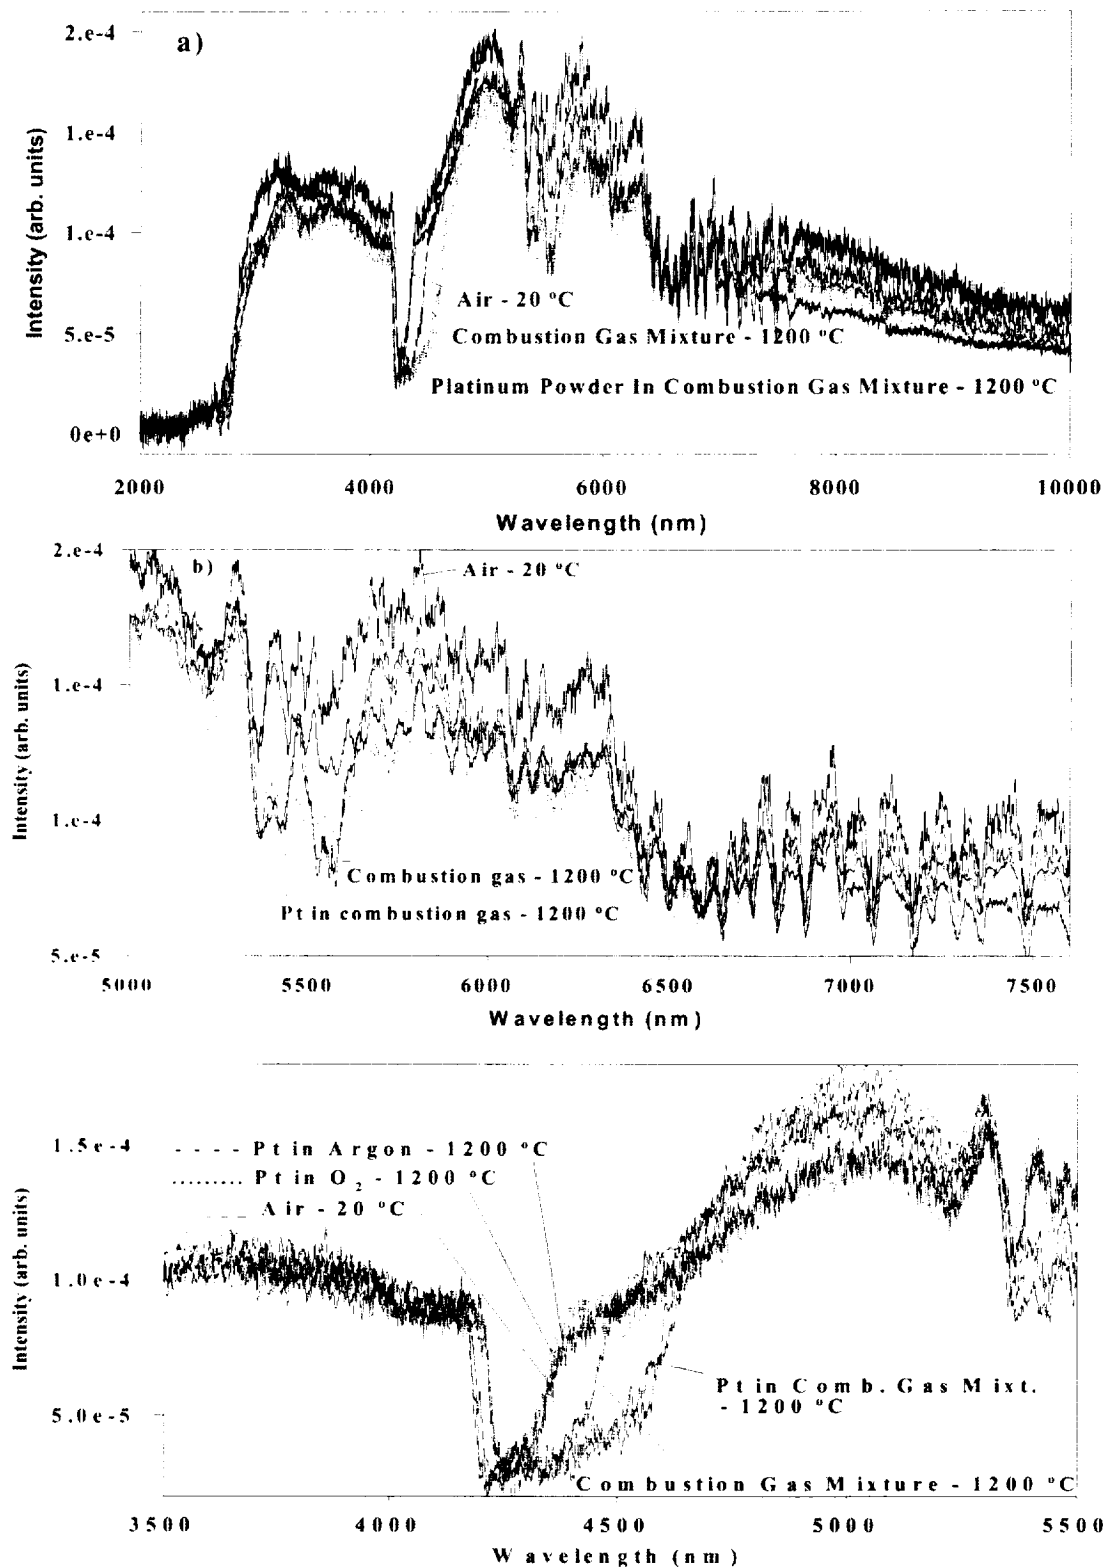 a)
2.e-4
1.e-4
1.e-4
5.e-5
0e+0
Intensity (arb. units)
Air - 20 °C
Combustion Gas Mixture - 1200 °C
Platinum Powder In Combustion Gas Mixture - 1200 °C
2000 4000 6000 8000 10000
Wavelength (nm)
b)
2.e-4
1.e-4
1.e-4
5.e-5
Intensity (arb. units)
Air - 20 °C
Combustion gas - 1200 °C
Pt in combustion gas - 1200 °C
5000 5500 6000 6500 7000 7500
Wavelength (nm)
1.5e-4
1.0e-4
5.0e-5
Intensity (arb. units)
Pt in Argon - 1200 °C
Pt in O2 - 1200 °C
Air - 20 °C
Pt in Comb. Gas Mixt.
- 1200 °C
Combustion Gas Mixture - 1200 °C
3500 4000 4500 5000 5500
Wavelength (nm)